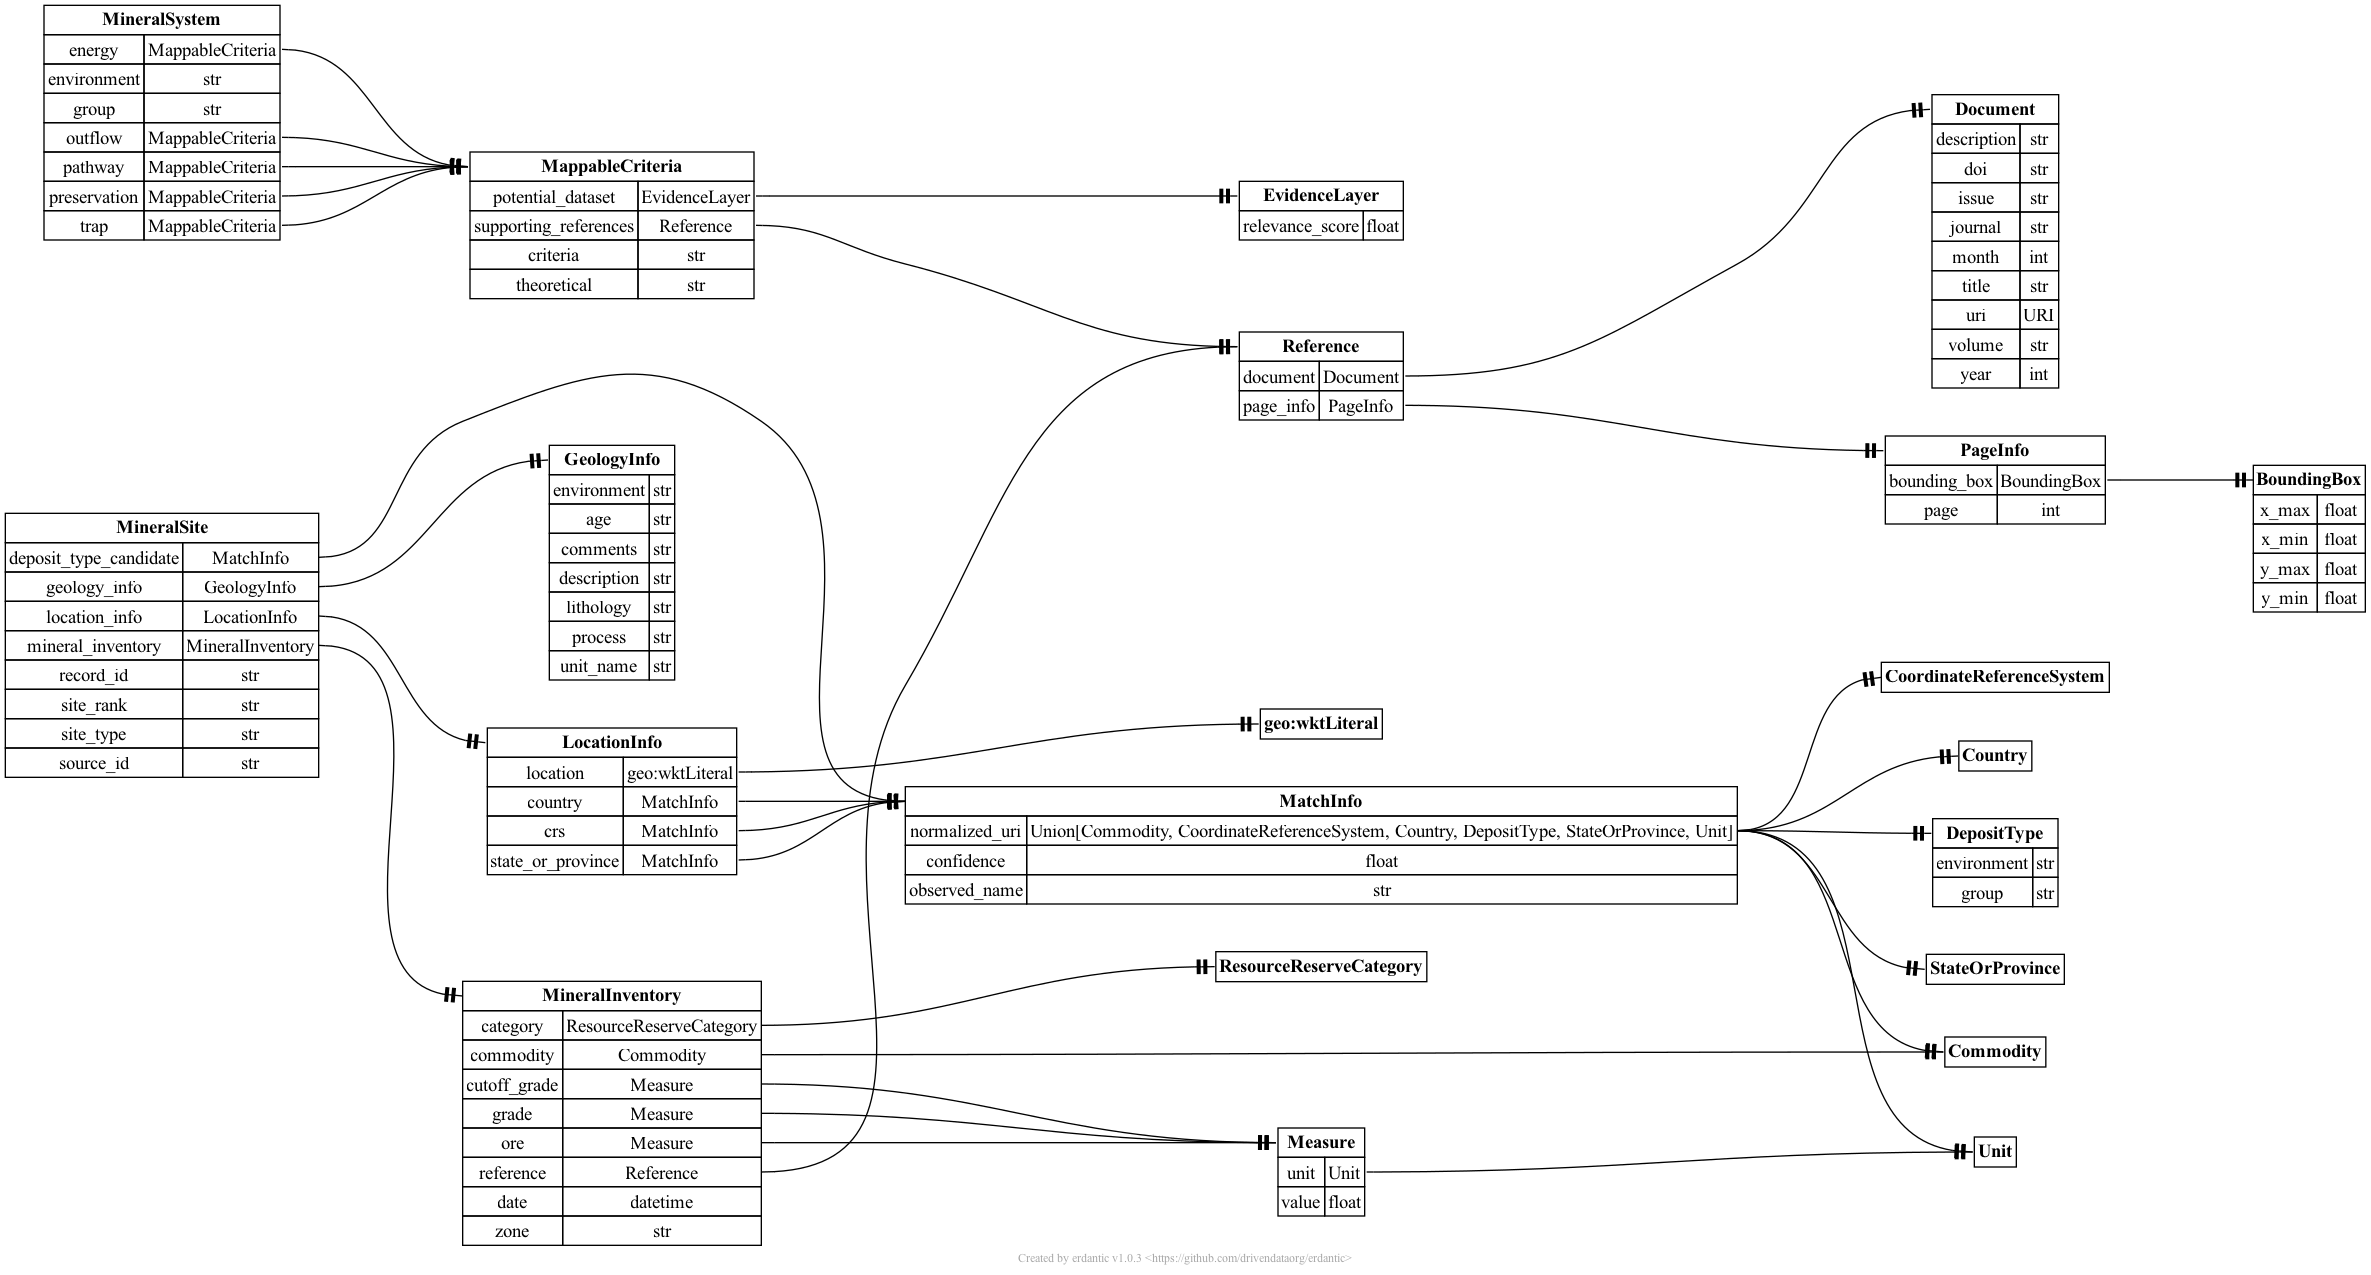 MineralSystem
energy MappableCriteria
environment str
group str
outflow MappableCriteria
pathway MappableCriteria
preservation MappableCriteria
trap MappableCriteria
MappableCriteria
potential_dataset EvidenceLayer
supporting_references Reference
criteria str
theoretical str
EvidenceLayer
relevance_score float
Document
description str
doi str
issue str
journal str
month int
title str
uri URI
volume str
year int
Reference
document Document
page_info PageInfo
PageInfo
bounding_box BoundingBox
page int
BoundingBox
x_max float
x_min float
y_max float
y_min float
GeologyInfo
environment str
age str
comments str
description str
lithology str
process str
unit_name str
MineralSite
deposit_type_candidate MatchInfo
geology_info GeologyInfo
location_info LocationInfo
mineral_inventory MineralInventory
record_id str
site_rank str
site_type str
source_id str
LocationInfo
location geo:wktLiteral
country MatchInfo
crs MatchInfo
state_or_province MatchInfo
geo:wktLiteral
MatchInfo
normalized_uri Union[Commodity, CoordinateReferenceSystem, Country, DepositType, StateOrProvince, Unit]
confidence float
observed_name str
CoordinateReferenceSystem
Country
DepositType
environment str
group str
StateOrProvince
Commodity
Unit
ResourceReserveCategory
MineralInventory
category ResourceReserveCategory
commodity Commodity
cutoff_grade Measure
grade Measure
ore Measure
reference Reference
date datetime
zone str
Measure
unit Unit
value float
Created by erdantic v1.0.3 <https://github.com/drivendataorg/erdantic>